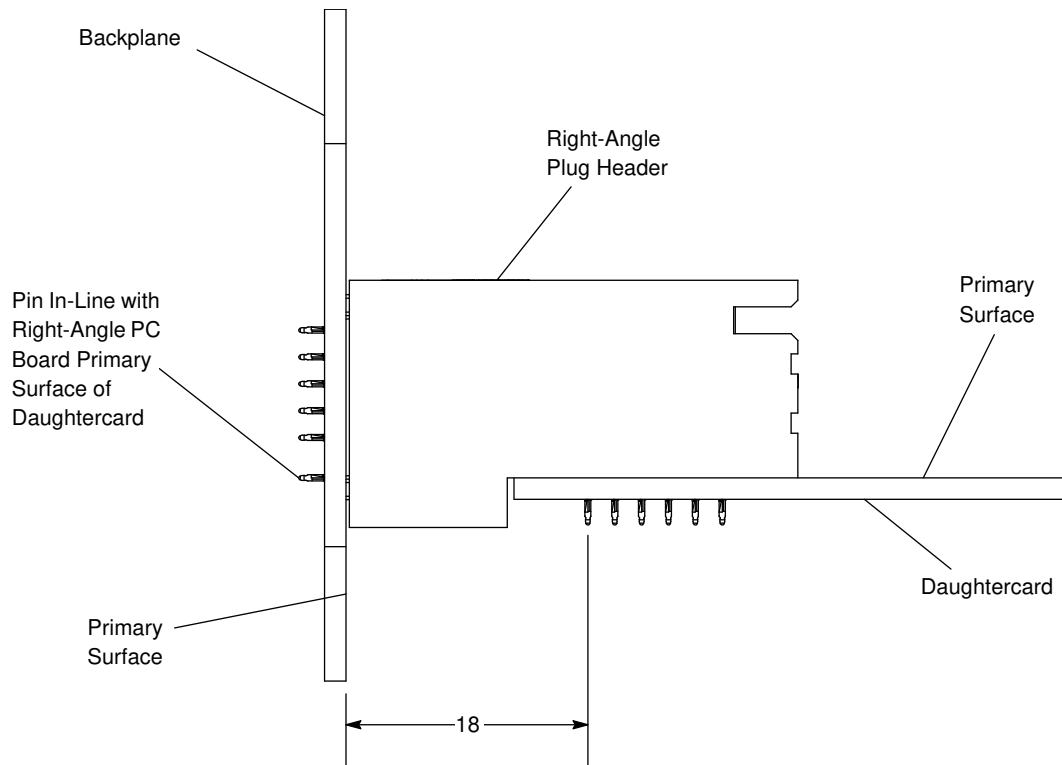 Backplane
Right-Angle
Plug Header
Primary
Surface
Pin In-Line with
Right-Angle PC
Board Primary
Surface of
Daughtercard
Daughtercard
Primary
Surface
18